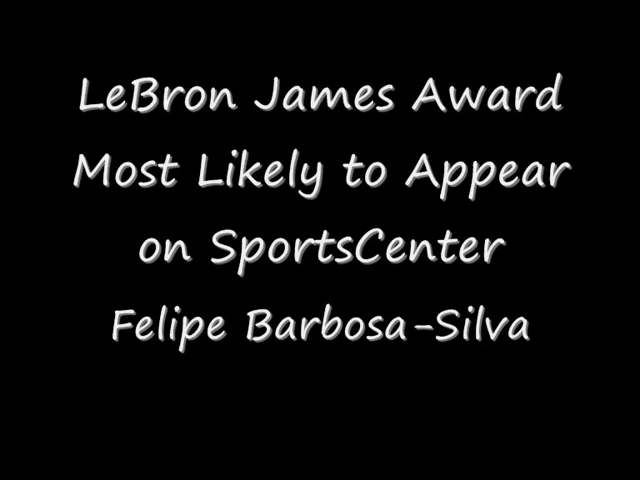 LeBron James Award
Most Likely to Appear
on SportsCenter
Felipe Barbosa-Silva